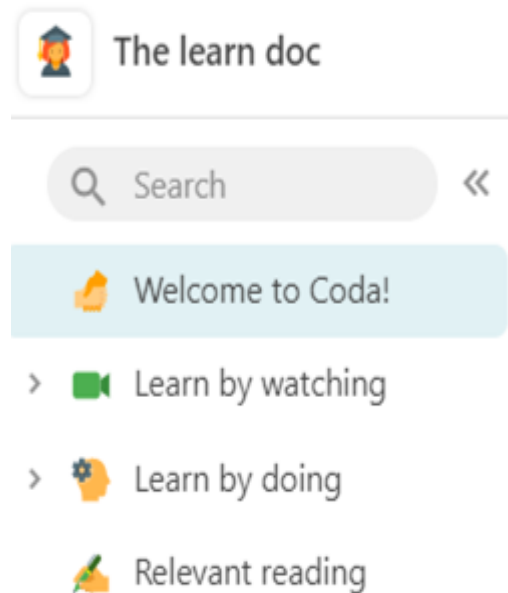 The learn doc
Search
Welcome to Coda!
Learn by watching
Learn by doing
Relevant reading